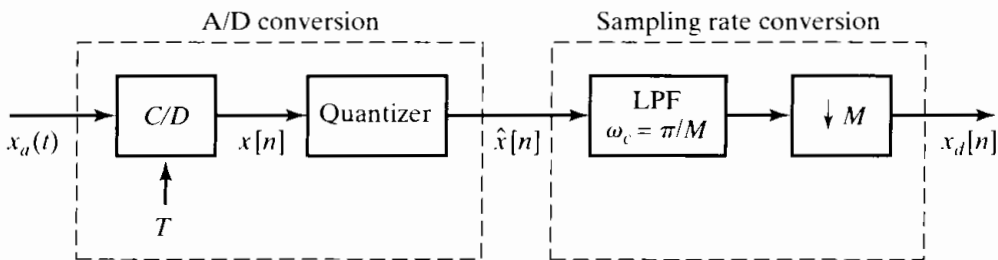 A/D conversion
Sampling rate conversion
x_a(t)
C/D
x[n]
Quantizer
x̂[n]
LPF
ω_c = π/M
↓ M
x_d[n]
T